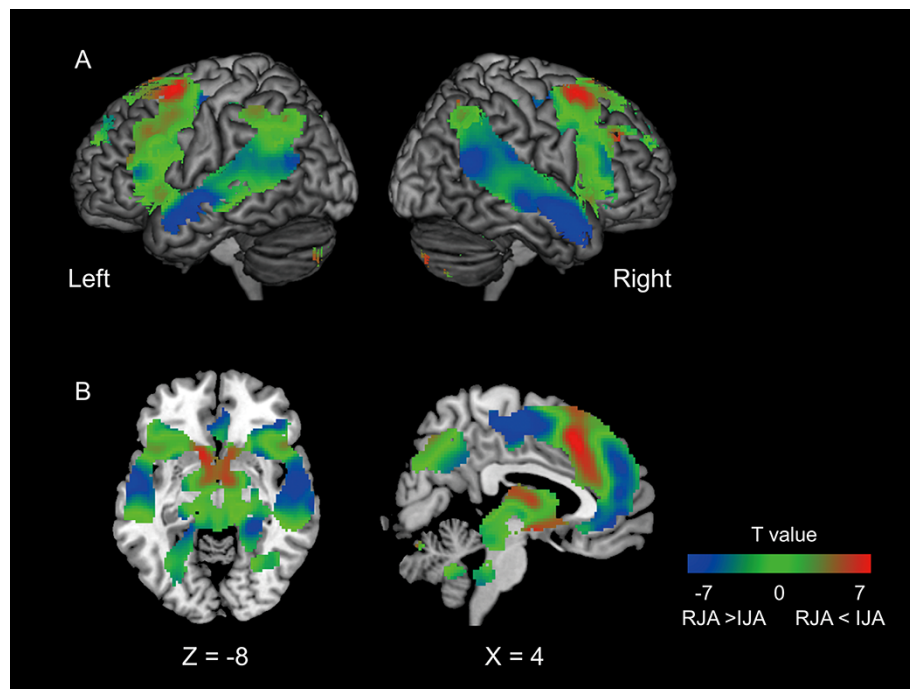 A
Left
Right
B
T value
-7 0 7
RJA >IJA RJA < IJA
Z = -8
X = 4